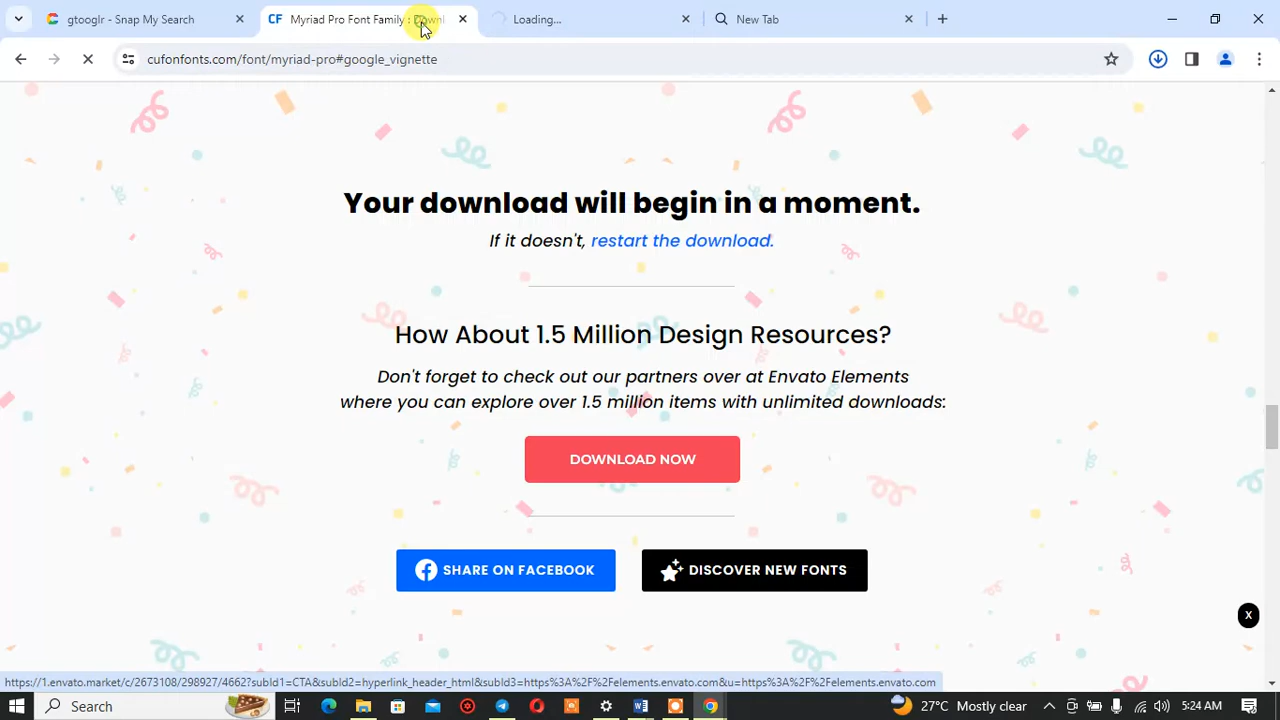 gtooglr - Snap My Search
Myriad Pro Font Family : Downl
Loading...
New Tab
cufonfonts.com/font/myriad-pro#google_vignette
Your download will begin in a moment.
If it doesn't, restart the download.
How About 1.5 Million Design Resources?
Don't forget to check out our partners over at Envato Elements
where you can explore over 1.5 million items with unlimited downloads:
DOWNLOAD NOW
SHARE ON FACEBOOK
DISCOVER NEW FONTS
X
https://1.envato.market/c/2673108/298927/4662?subId1=CTA&subId2=hyperlink_header_html&subId3=https%3A%2F%2Felements.envato.com&u=https%3A%2F%2Felements.envato.com
Search
27°C Mostly clear
5:24 AM